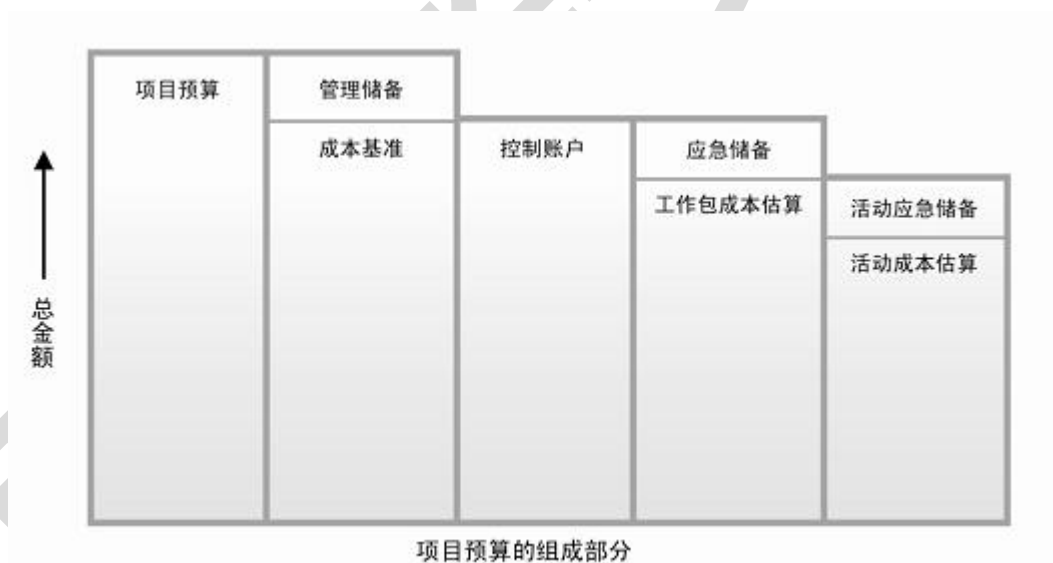 项目预算
管理储备
成本基准
控制账户
应急储备
工作包成本估算
活动应急储备
活动成本估算
总金额
项目预算的组成部分